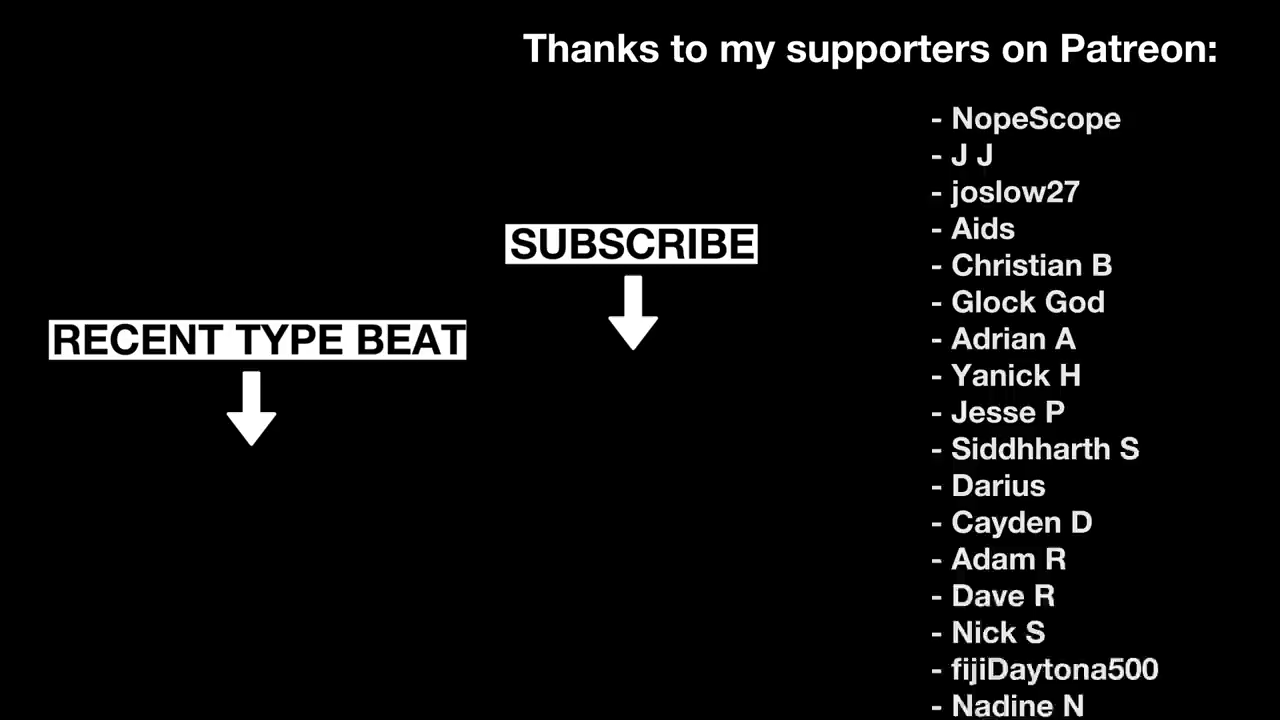 Thanks to my supporters on Patreon:
- NopeScope
- J J
- joslow27
- Aids
- Christian B
- Glock God
- Adrian A
- Yanick H
- Jesse P
- Siddhharth S
- Darius
- Cayden D
- Adam R
- Dave R
- Nick S
- fijiDaytona500
- Nadine N
SUBSCRIBE
RECENT TYPE BEAT